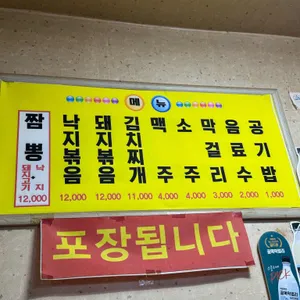 메뉴
짬뽕
낙지
12,000
낙지볶음
12,000
돼지볶음
12,000
김치찌개
11,000
맥주
4,000
소주
4,000
막걸리
3,000
음료수
2,000
공기밥
1,000
포장됩니다